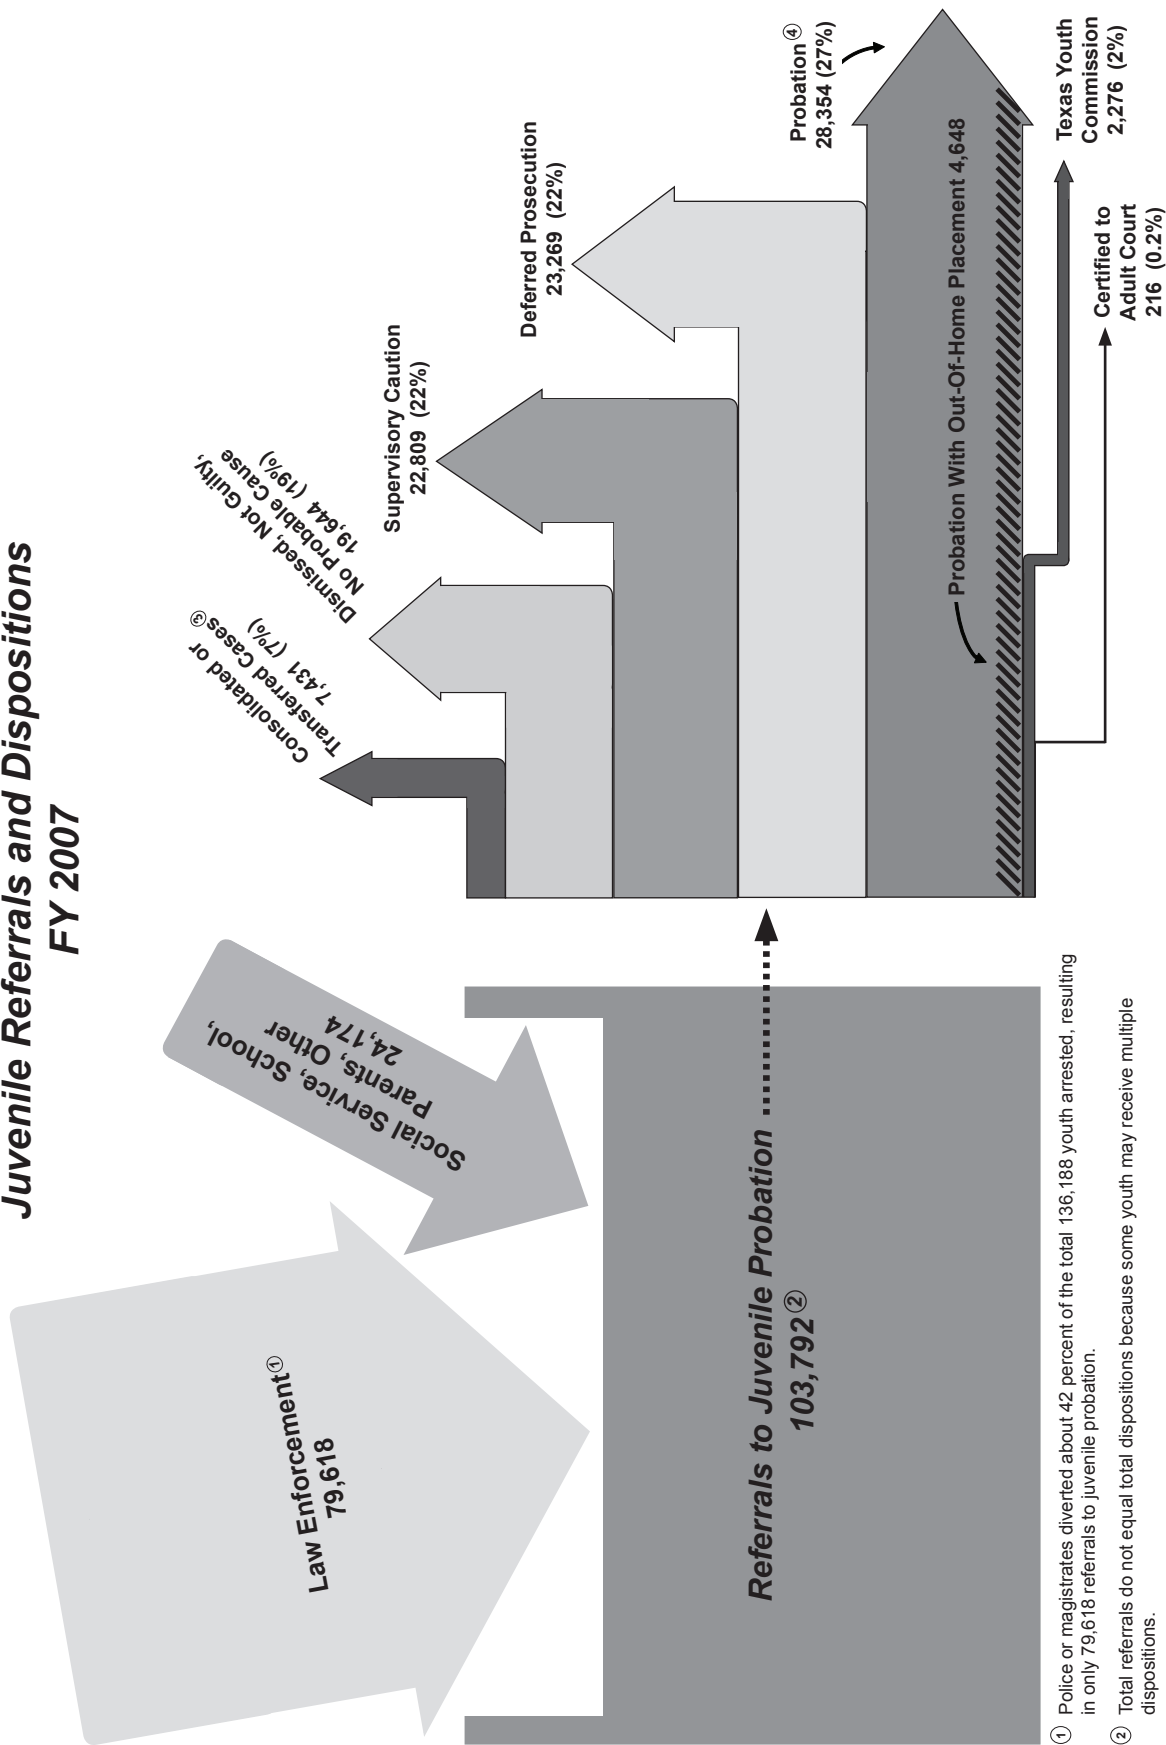 Juvenile Referrals and Dispositions
FY 2007
Law Enforcement①
79,618
Social Service, School,
Parents, Other
24,174
Referrals to Juvenile Probation
103,792②
Consolidated or
Transferred Cases③
7,431 (7%)
Dismissed, Not Guilty,
No Probable Cause
19,644 (19%)
Supervisory Caution
22,809 (22%)
Deferred Prosecution
23,269 (22%)
Probation④
28,354 (27%)
Probation With Out-Of-Home Placement 4,648
Texas Youth
Commission
2,276 (2%)
Certified to
Adult Court
216 (0.2%)
① Police or magistrates diverted about 42 percent of the total 136,188 youth arrested, resulting
in only 79,618 referrals to juvenile probation.
② Total referrals do not equal total dispositions because some youth may receive multiple
dispositions.